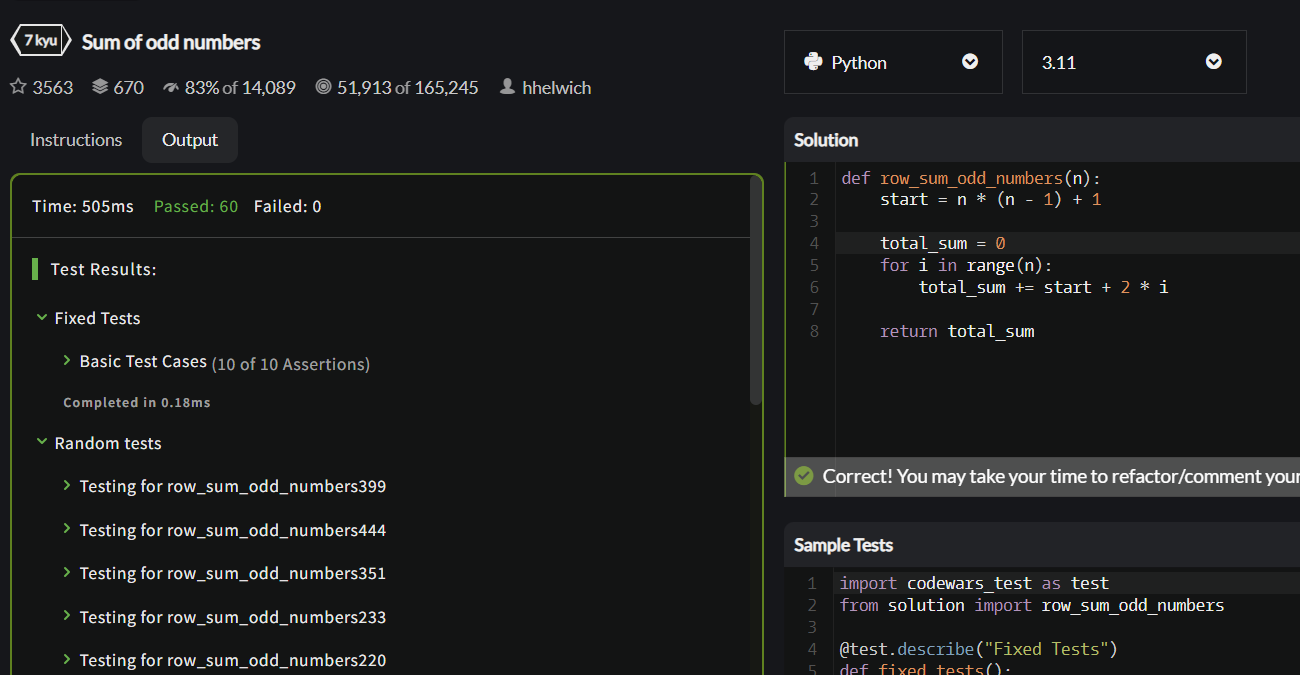 7 kyu Sum of odd numbers
3563 670 83% of 14,089 51,913 of 165,245 hhelwich
Instructions Output
Time: 505ms Passed: 60 Failed: 0
Test Results:
Fixed Tests
Basic Test Cases (10 of 10 Assertions)
Completed in 0.18ms
Random tests
Testing for row_sum_odd_numbers399
Testing for row_sum_odd_numbers444
Testing for row_sum_odd_numbers351
Testing for row_sum_odd_numbers233
Testing for row_sum_odd_numbers220
Python 3.11
Solution
1 def row_sum_odd_numbers(n):
2 start = n * (n - 1) + 1
3
4 total_sum = 0
5 for i in range(n):
6 total_sum += start + 2 * i
7
8 return total_sum
Correct! You may take your time to refactor/comment your
Sample Tests
1 import codewars_test as test
2 from solution import row_sum_odd_numbers
3
4 @test.describe("Fixed Tests")
5 def fixed_tests():